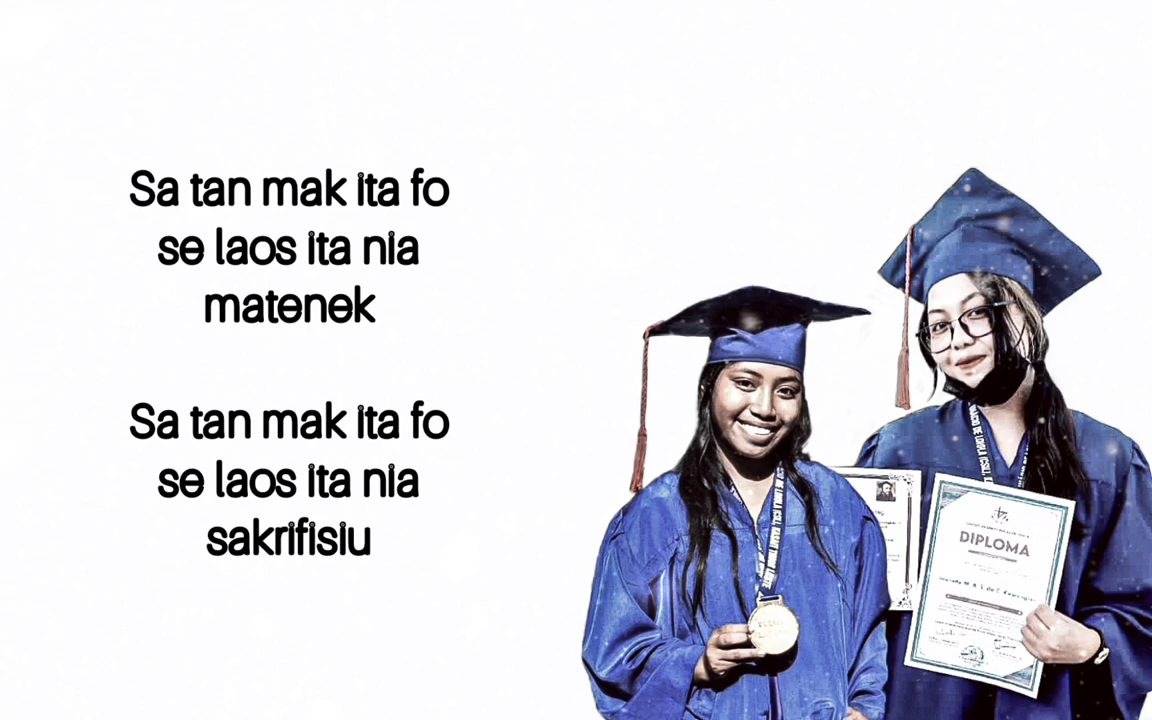 Sa tan mak ita fo
se laos ita nia
matenek
Sa tan mak ita fo
se laos ita nia
sakrifisiu
DIPLOMA